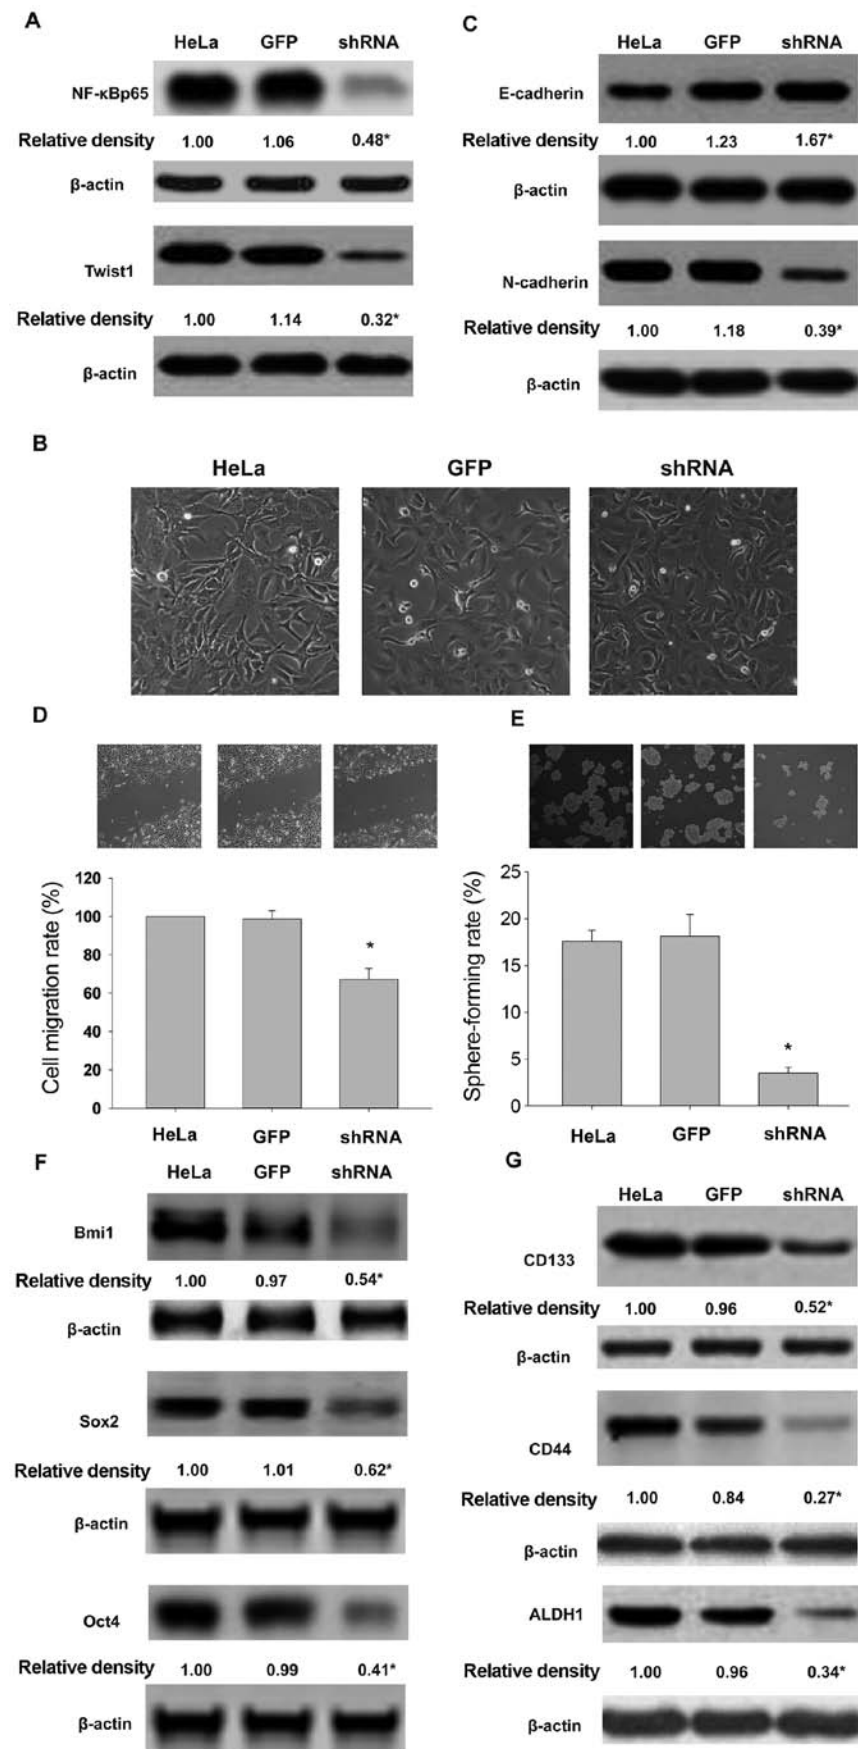 A
HeLa GFP shRNA
NF-κBp65
Relative density 1.00 1.06 0.48*
β-actin
Twist1
Relative density 1.00 1.14 0.32*
β-actin
C
HeLa GFP shRNA
E-cadherin
Relative density 1.00 1.23 1.67*
β-actin
N-cadherin
Relative density 1.00 1.18 0.39*
β-actin
B
HeLa GFP shRNA
D
Cell migration rate (%)
120
100
80
60
40
20
0
*
HeLa GFP shRNA
E
Sphere-forming rate (%)
25
20
15
10
5
0
*
HeLa GFP shRNA
F
HeLa GFP shRNA
Bmi1
Relative density 1.00 0.97 0.54*
β-actin
Sox2
Relative density 1.00 1.01 0.62*
β-actin
Oct4
Relative density 1.00 0.99 0.41*
β-actin
G
HeLa GFP shRNA
CD133
Relative density 1.00 0.96 0.52*
β-actin
CD44
Relative density 1.00 0.84 0.27*
β-actin
ALDH1
Relative density 1.00 0.96 0.34*
β-actin